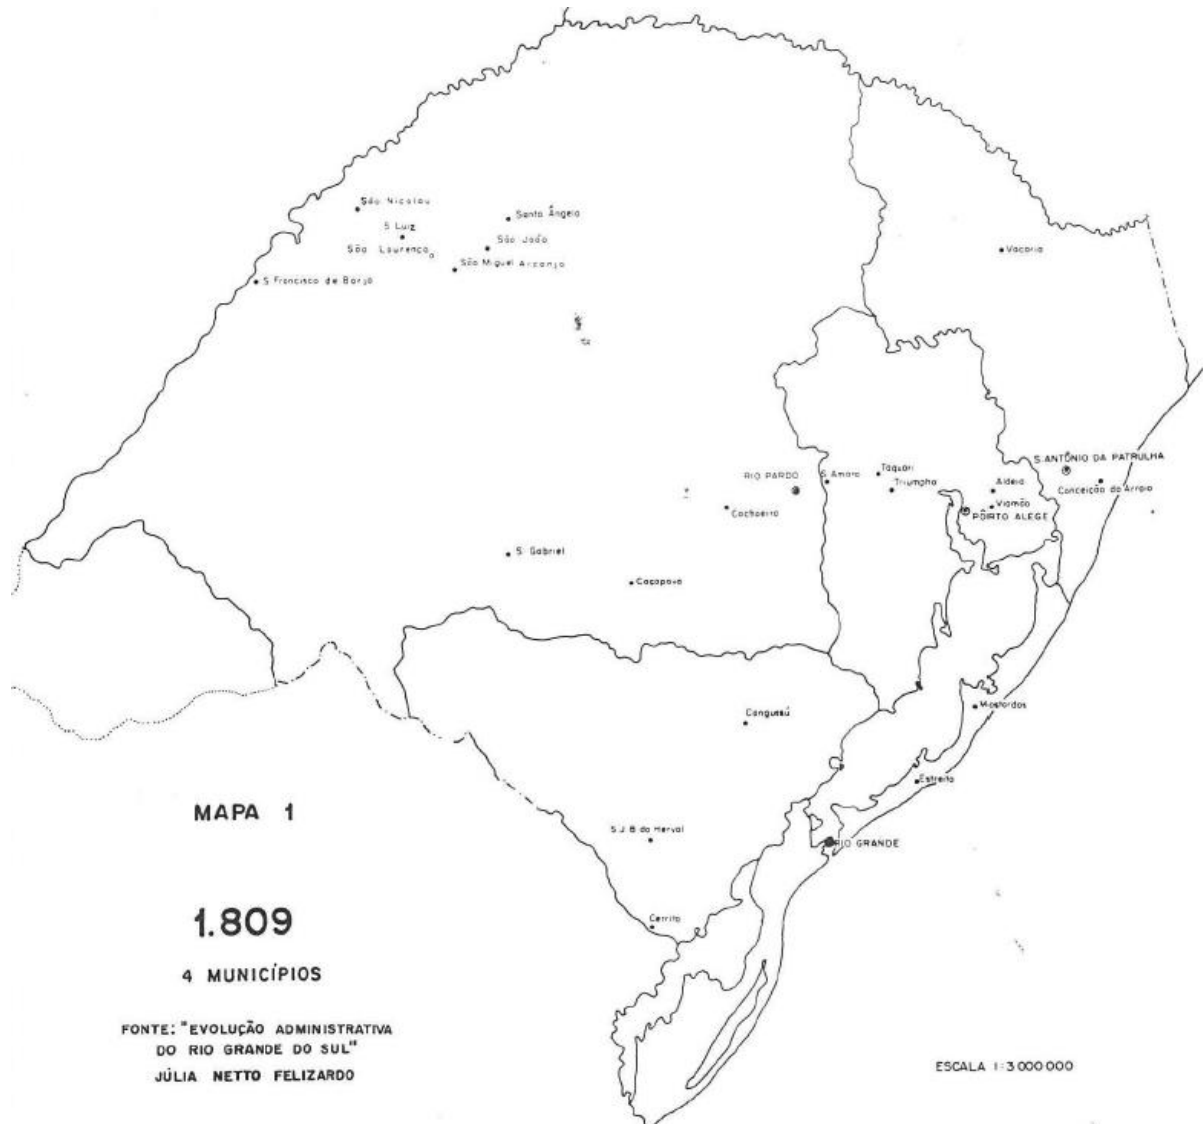 São Nicolau
Santo Ângelo
S Luiz
São João
São Lourenço
São Miguel Arcanjo
S Francisco de Borja
Vacaria
S. ANTÔNIO DA PATRULHA
Taquari
RIO PARDO
S. Amaro
Triumpho
Aldeia
Conceição do Arroio
Viamão
Cachoeira
PÔRTO ALEGE
S. Gabriel
Caçapava
Mostardas
Cangussú
Estreito
MAPA 1
S. J. B. do Herval
RIO GRANDE
1.809
Cerrito
4 MUNICÍPIOS
FONTE: "EVOLUÇÃO ADMINISTRATIVA
DO RIO GRANDE DO SUL"
JÚLIA NETTO FELIZARDO
ESCALA 1:3 000 000